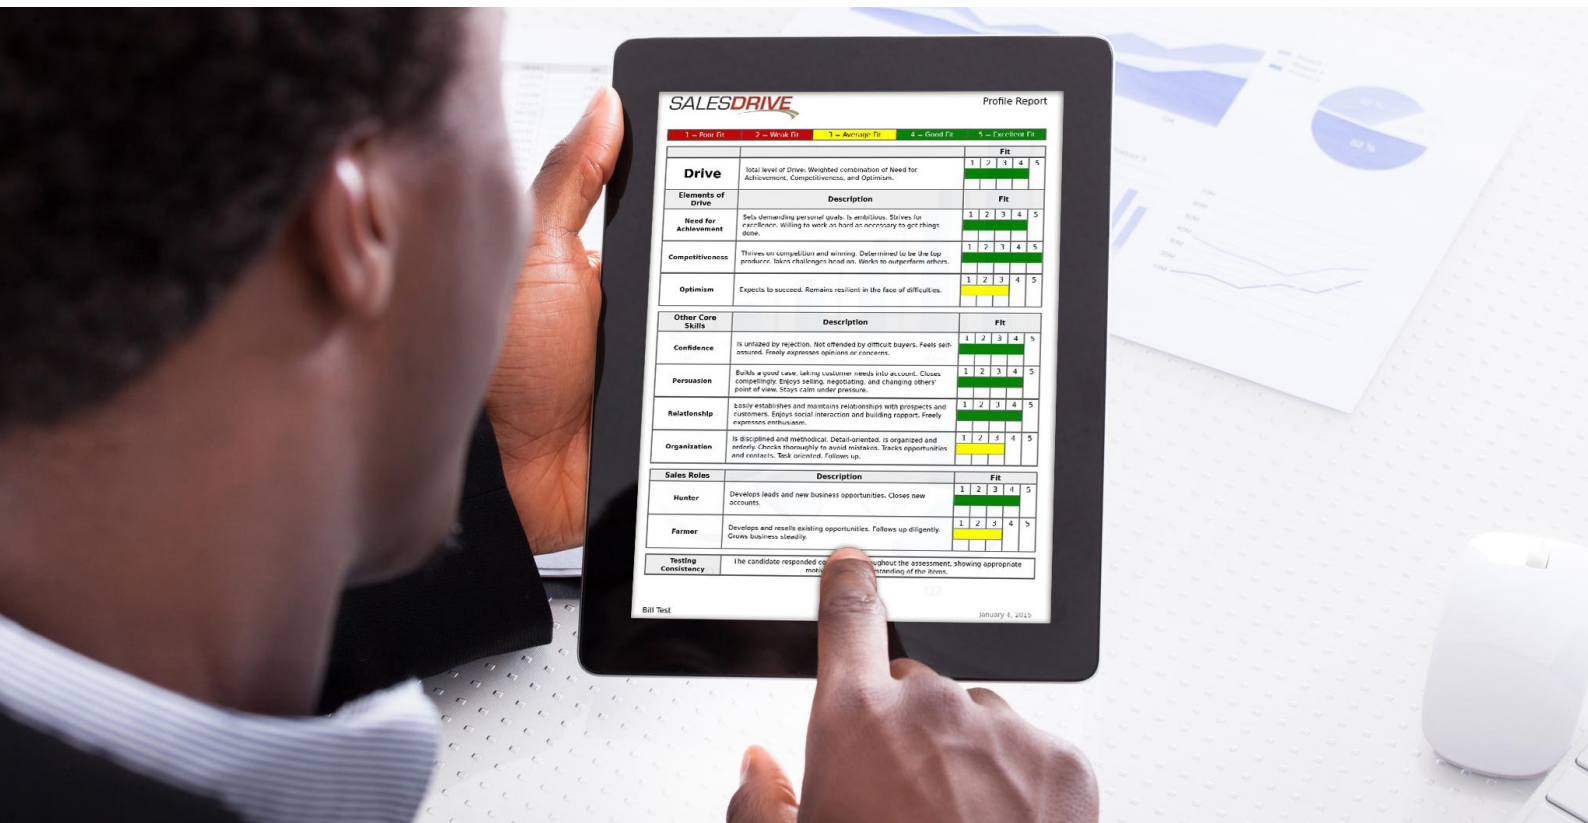 SALESDRIVE
Profile Report
1 – Poor Fit 2 – Weak Fit 3 – Average Fit 4 – Good Fit 5 – Excellent Fit
Fit
Drive
Total level of Drive: Weighted combination of Need for
Achievement, Competitiveness, and Optimism.
1 2 3 4 5
Elements of
Drive
Description
Fit
Need for
Achievement
Sets demanding personal goals. Is ambitious. Strives for
excellence. Willing to work as hard as necessary to get things
done.
1 2 3 4 5
Competitiveness
Thrives on competition and winning. Determined to be the top
producer. Takes challenges head on. Works to outperform others.
1 2 3 4 5
Optimism
Expects to succeed. Remains resilient in the face of difficulties.
1 2 3 4 5
Other Core
Skills
Description
Fit
Confidence
Is unfazed by rejection. Not offended by difficult buyers. Feels self-
assured. Freely expresses opinions or concerns.
1 2 3 4 5
Persuasion
Builds a good case, taking customer needs into account. Closes
compellingly. Enjoys selling, negotiating, and changing others'
point of view. Stays calm under pressure.
1 2 3 4 5
Relationship
Easily establishes and maintains relationships with prospects and
customers. Enjoys social interaction and building rapport. Freely
expresses enthusiasm.
1 2 3 4 5
Organization
Is disciplined and methodical. Detail-oriented. Is organized and
orderly. Checks thoroughly to avoid mistakes. Tracks opportunities
and contacts. Task oriented. Follows up.
1 2 3 4 5
Sales Roles
Description
Fit
Hunter
Develops leads and new business opportunities. Closes new
accounts.
1 2 3 4 5
Farmer
Develops and resells existing opportunities. Follows up diligently.
Grows business steadily.
1 2 3 4 5
Testing
Consistency
The candidate responded the assessment, showing appropriate
of the items.
Bill Test
January 4, 2015